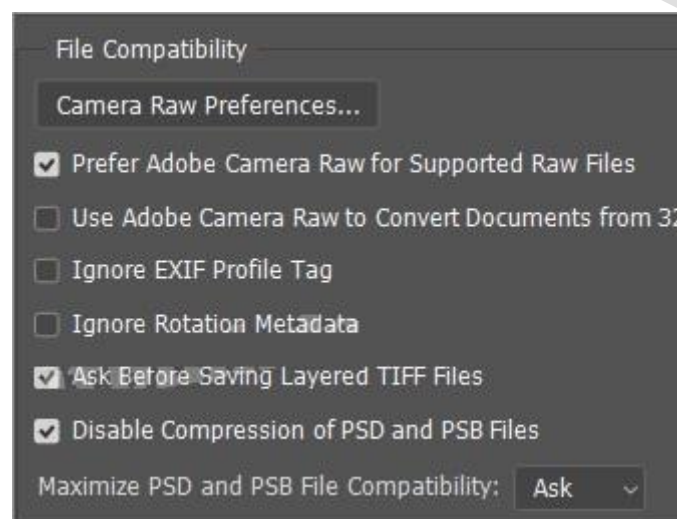 File Compatibility
Camera Raw Preferences...
Prefer Adobe Camera Raw for Supported Raw Files
Use Adobe Camera Raw to Convert Documents from 32
Ignore EXIF Profile Tag
Ignore Rotation Metadata
Ask Before Saving Layered TIFF Files
Disable Compression of PSD and PSB Files
Maximize PSD and PSB File Compatibility: Ask